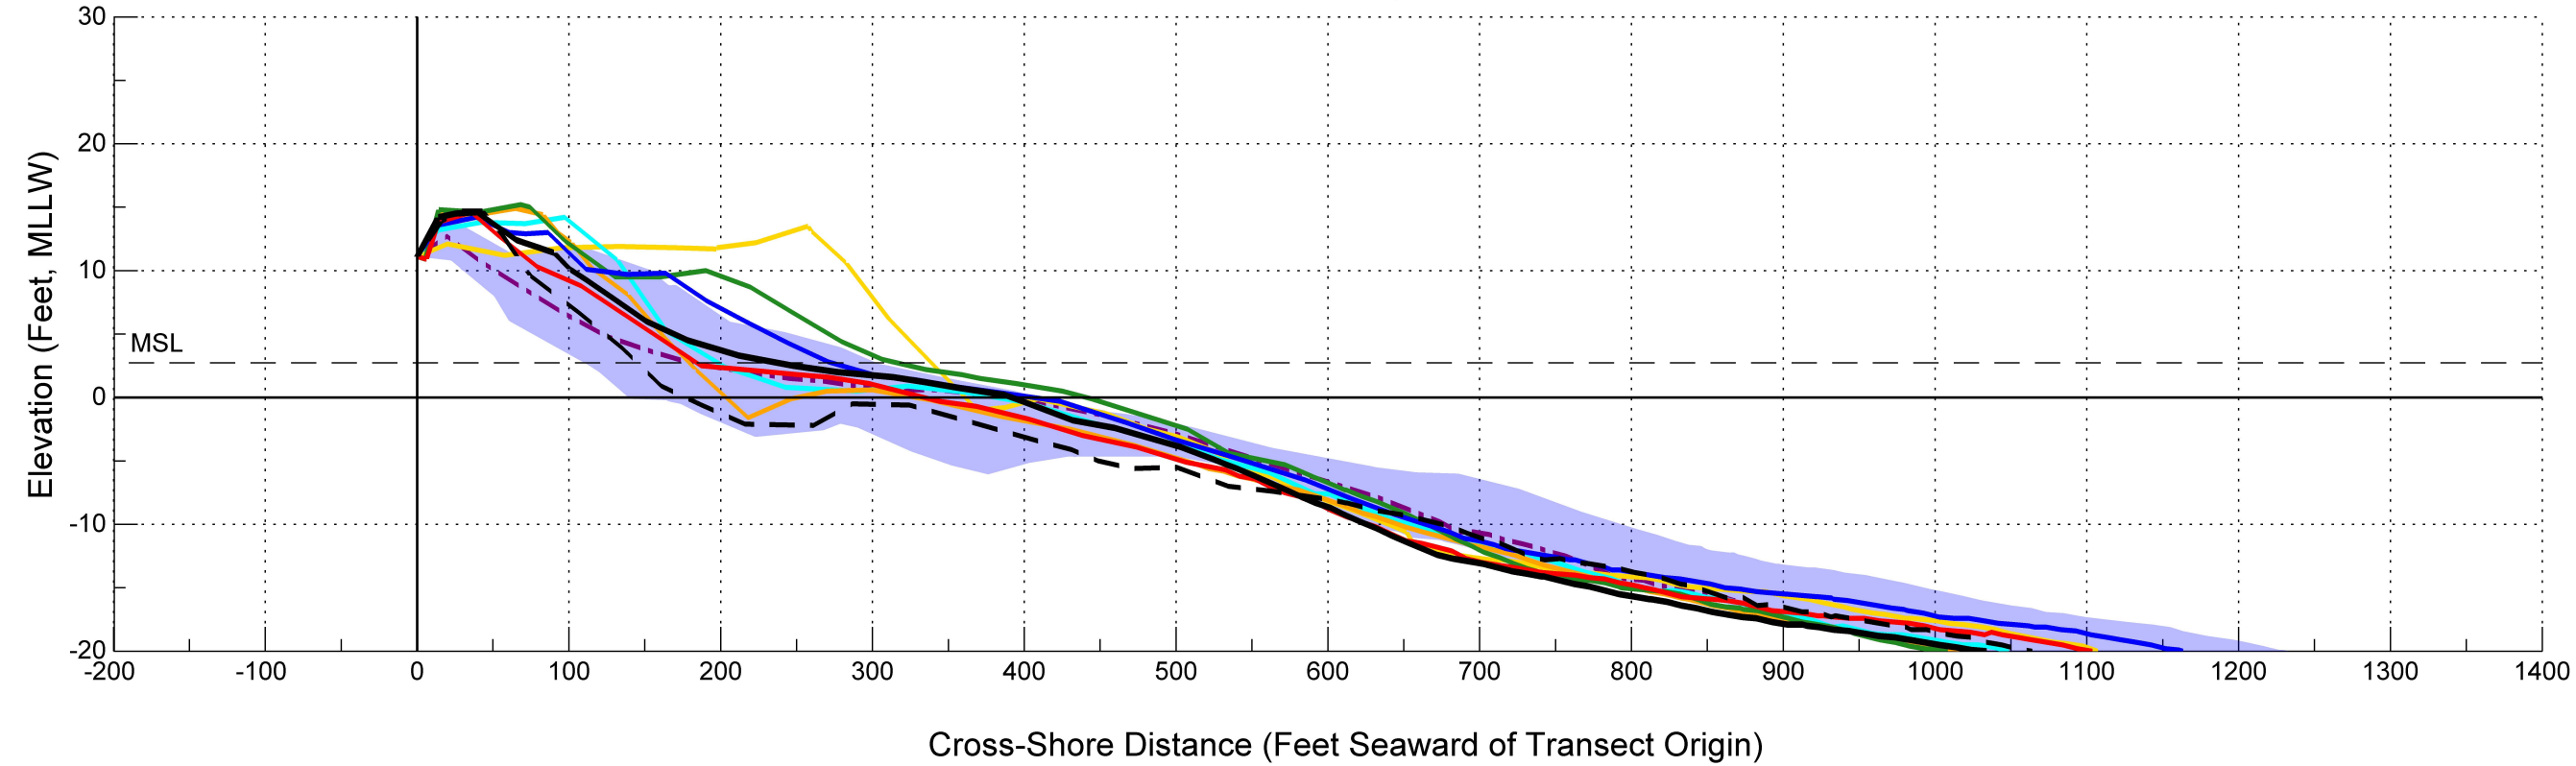 30
20
10
0
-10
-20
Elevation (Feet, MLLW)
MSL
-200 -100 0 100 200 300 400 500 600 700 800 900 1000 1100 1200 1300 1400
Cross-Shore Distance (Feet Seaward of Transect Origin)